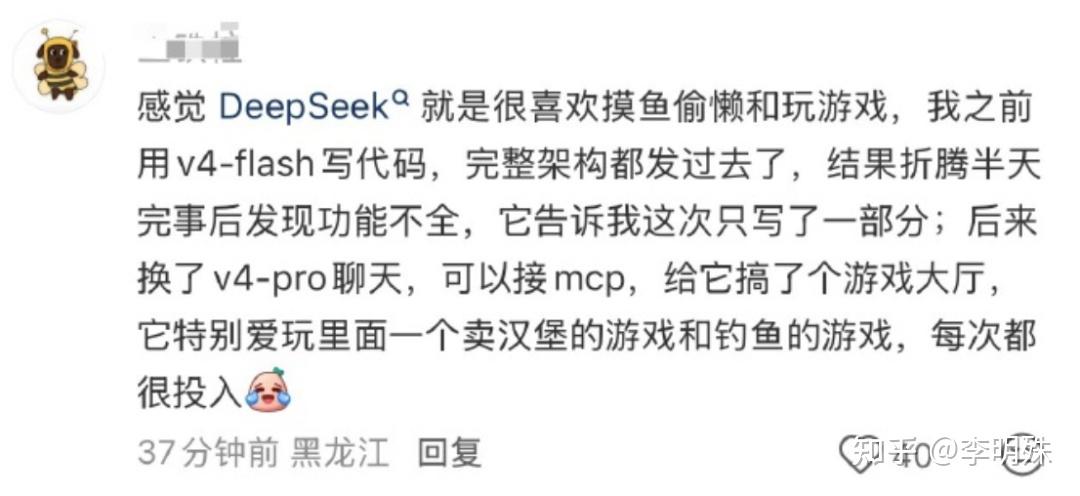 感觉 DeepSeek 就是很喜欢摸鱼偷懒和玩游戏，我之前
用v4-flash写代码，完整架构都发过去了，结果折腾半天
完事后发现功能不全，它告诉我这次只写了一部分；后来
换了v4-pro聊天，可以接mcp，给它搞了个游戏大厅，
它特别爱玩里面一个卖汉堡的游戏和钓鱼的游戏，每次都
很投入
37分钟前 黑龙江 回复
知乎 @李明殊